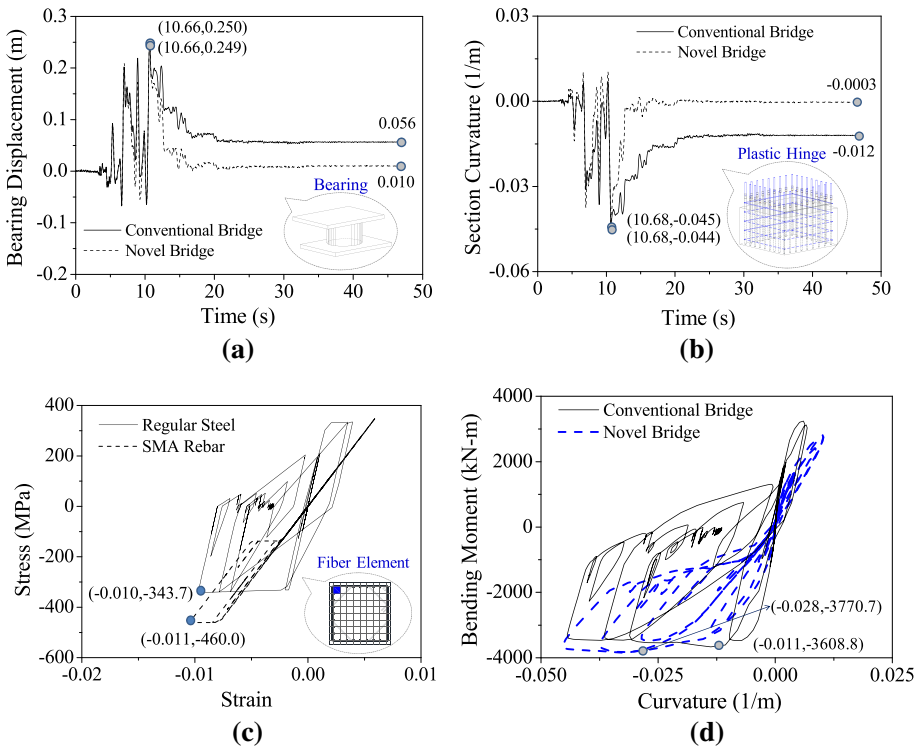 0.3
0.2
0.1
0.0
-0.1
-0.2
Bearing Displacement (m)
(10.66,0.250)
(10.66,0.249)
0.056
0.010
Bearing
Conventional Bridge
Novel Bridge
0 10 20 30 40 50
Time (s)
(a)
0.03
0.00
-0.03
-0.06
Section Curvature (1/m)
Conventional Bridge
Novel Bridge
-0.0003
-0.012
Plastic Hinge
(10.68,-0.045)
(10.68,-0.044)
0 10 20 30 40 50
Time (s)
(b)
400
200
0
-200
-400
-600
Stress (MPa)
Regular Steel
SMA Rebar
Fiber Element
(-0.010,-343.7)
(-0.011,-460.0)
-0.02 -0.01 0.00 0.01
Strain
(c)
4000
2000
0
-2000
-4000
Bending Moment (kN-m)
Conventional Bridge
Novel Bridge
(-0.028,-3770.7)
(-0.011,-3608.8)
-0.050 -0.025 0.000 0.025
Curvature (1/m)
(d)